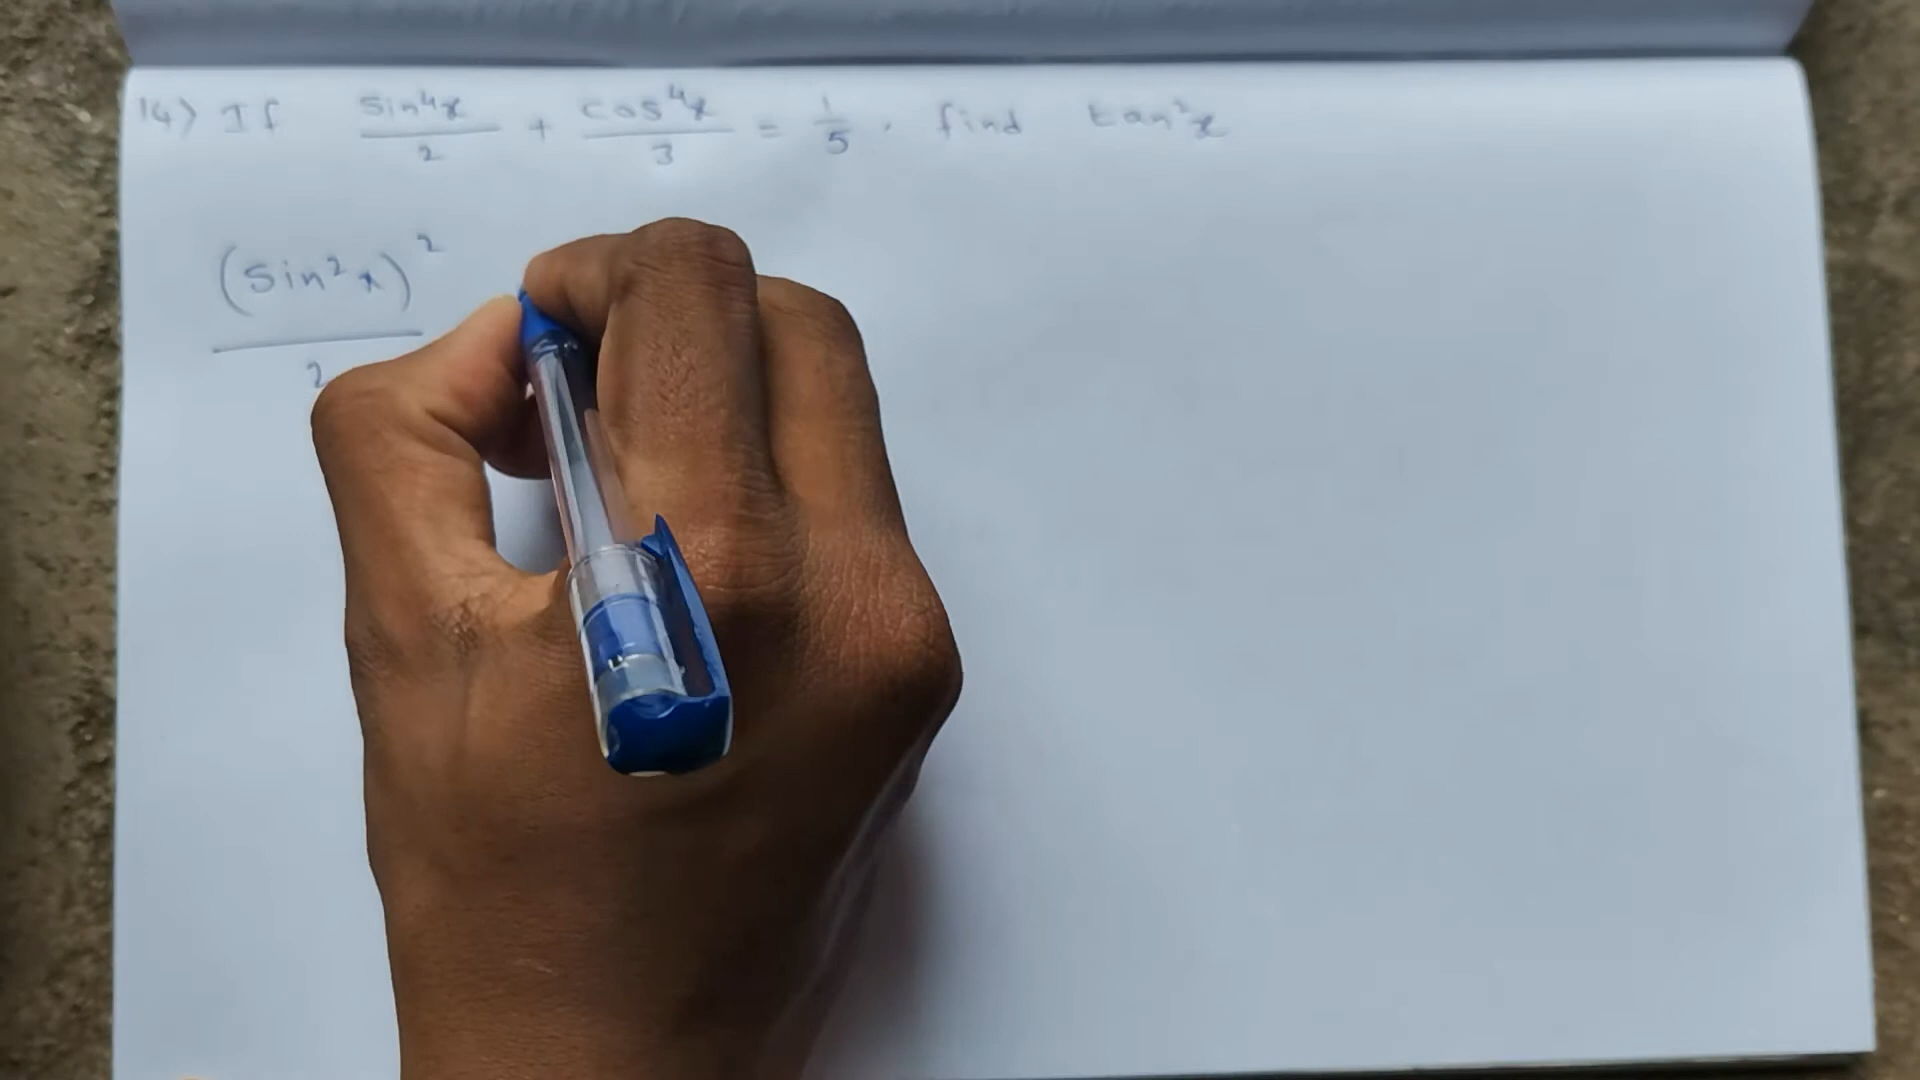 14) If sin⁴x/2 + cos⁴x/3 = 1/5, find tan²x
(sin²x)²/2